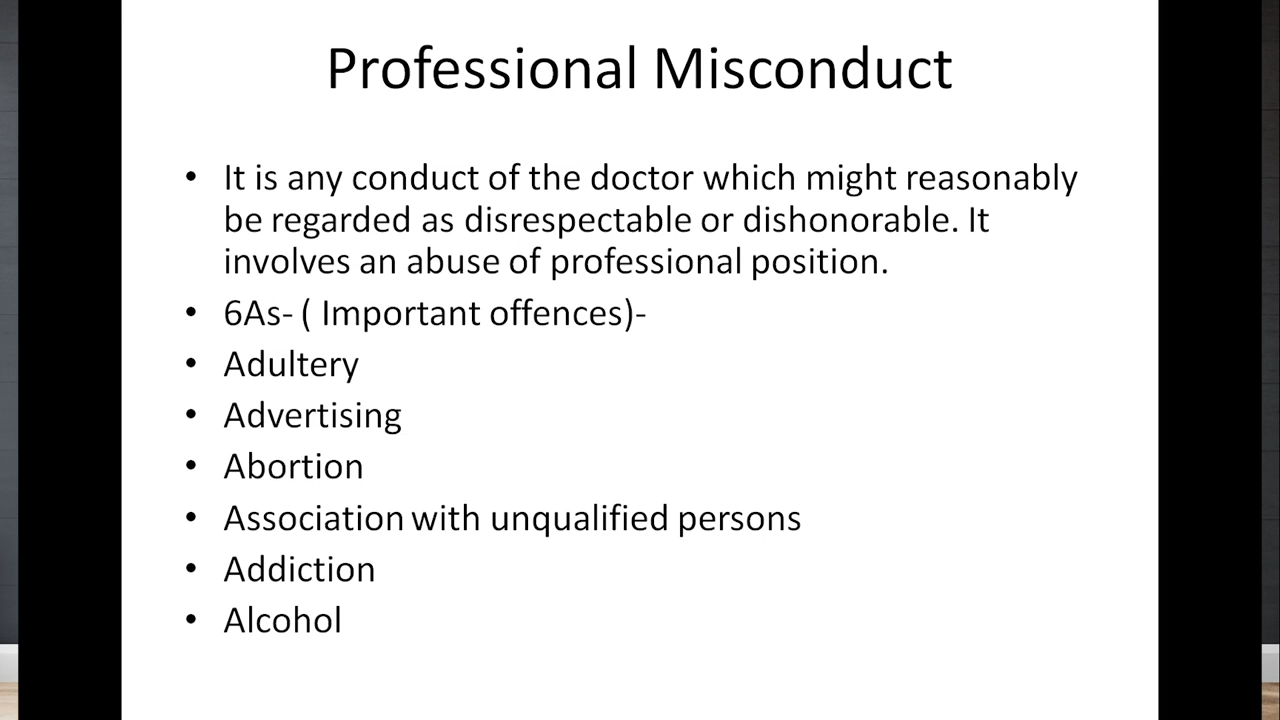 Professional Misconduct
• It is any conduct of the doctor which might reasonably
be regarded as disrespectable or dishonorable. It
involves an abuse of professional position.
• 6As- ( Important offences)-
• Adultery
• Advertising
• Abortion
• Association with unqualified persons
• Addiction
• Alcohol